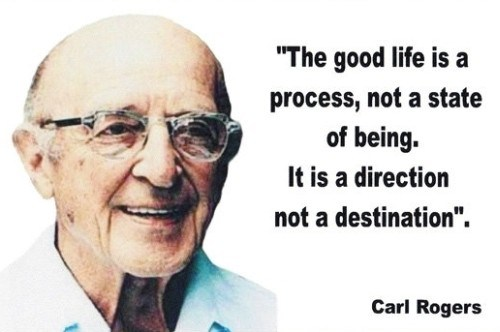 "The good life is a
process, not a state
of being.
It is a direction
not a destination".
Carl Rogers